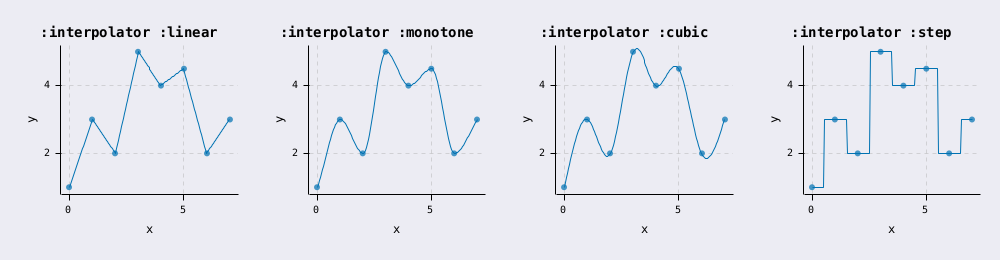 :interpolator :linear
y
4
2
0
5
x
:interpolator :monotone
y
4
2
0
5
x
:interpolator :cubic
y
4
2
0
5
x
:interpolator :step
y
4
2
0
5
x